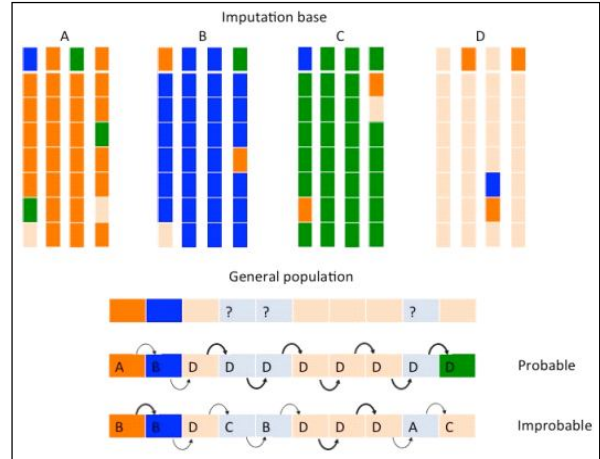 Imputation base
A B C D
General population
? ? ?
A B D D D D D D D D
Probable
B B D C B D D D A C
Improbable